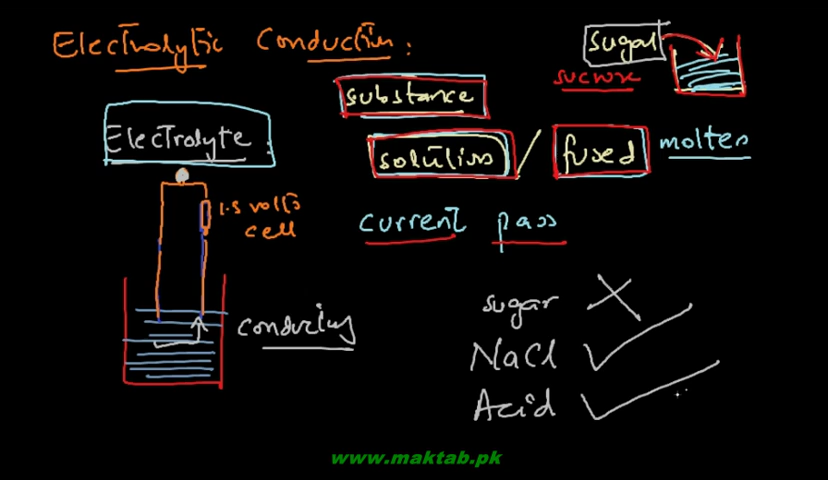 Electrolytic Conduction:
sugar
sucrose
substance
Electrolyte
solution / fused molten
1.5 volts
cell
current pass
conducing
sugar
NaCl
Acid
www.maktab.pk